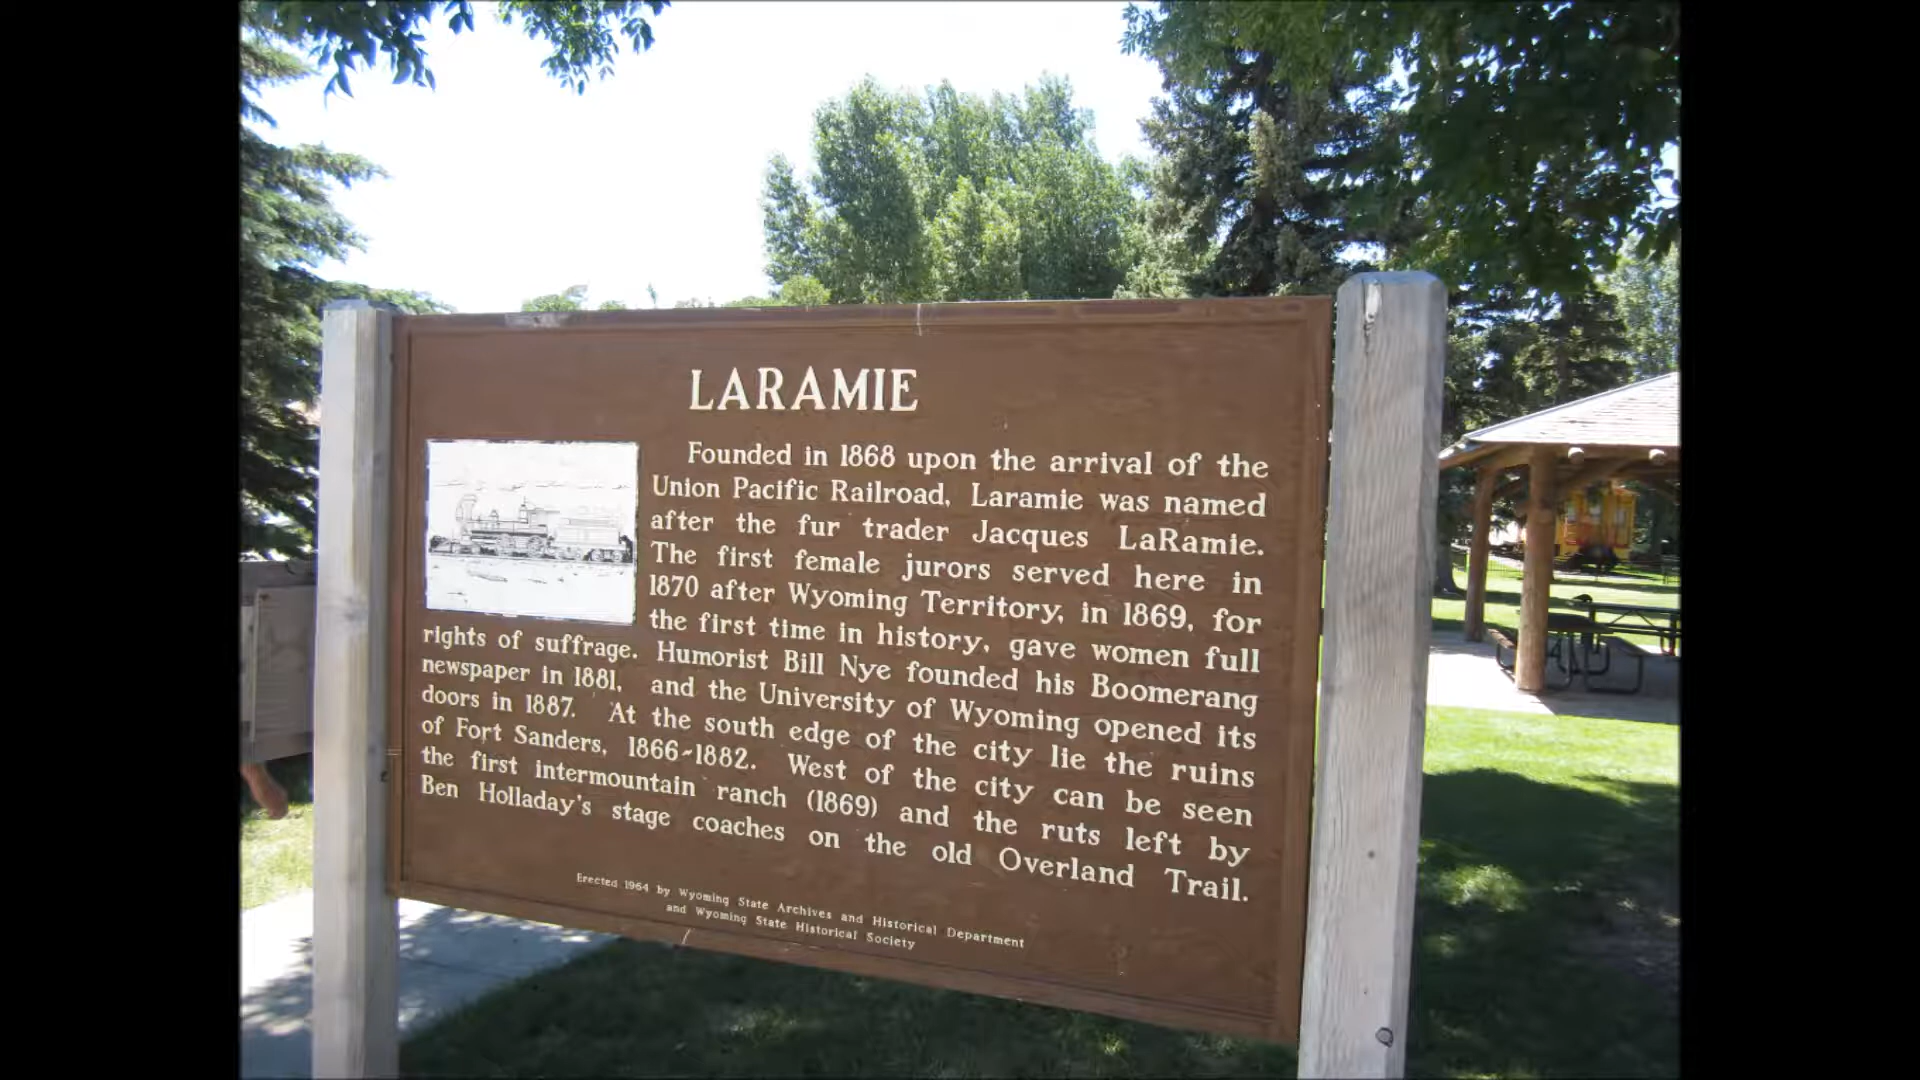 LARAMIE
Founded in 1868 upon the arrival of the
Union Pacific Railroad, Laramie was named
after the fur trader Jacques LaRamie.
The first female jurors served here in
1870 after Wyoming Territory, in 1869, for
the first time in history, gave women full
rights of suffrage. Humorist Bill Nye founded his Boomerang
newspaper in 1881, and the University of Wyoming opened its
doors in 1887. At the south edge of the city lie the ruins
of Fort Sanders, 1866-1882. West of the city can be seen
the first intermountain ranch (1869) and the ruts left by
Ben Holladay's stage coaches on the old Overland Trail.
Erected 1964 by Wyoming State Archives and Historical Department
and Wyoming State Historical Society